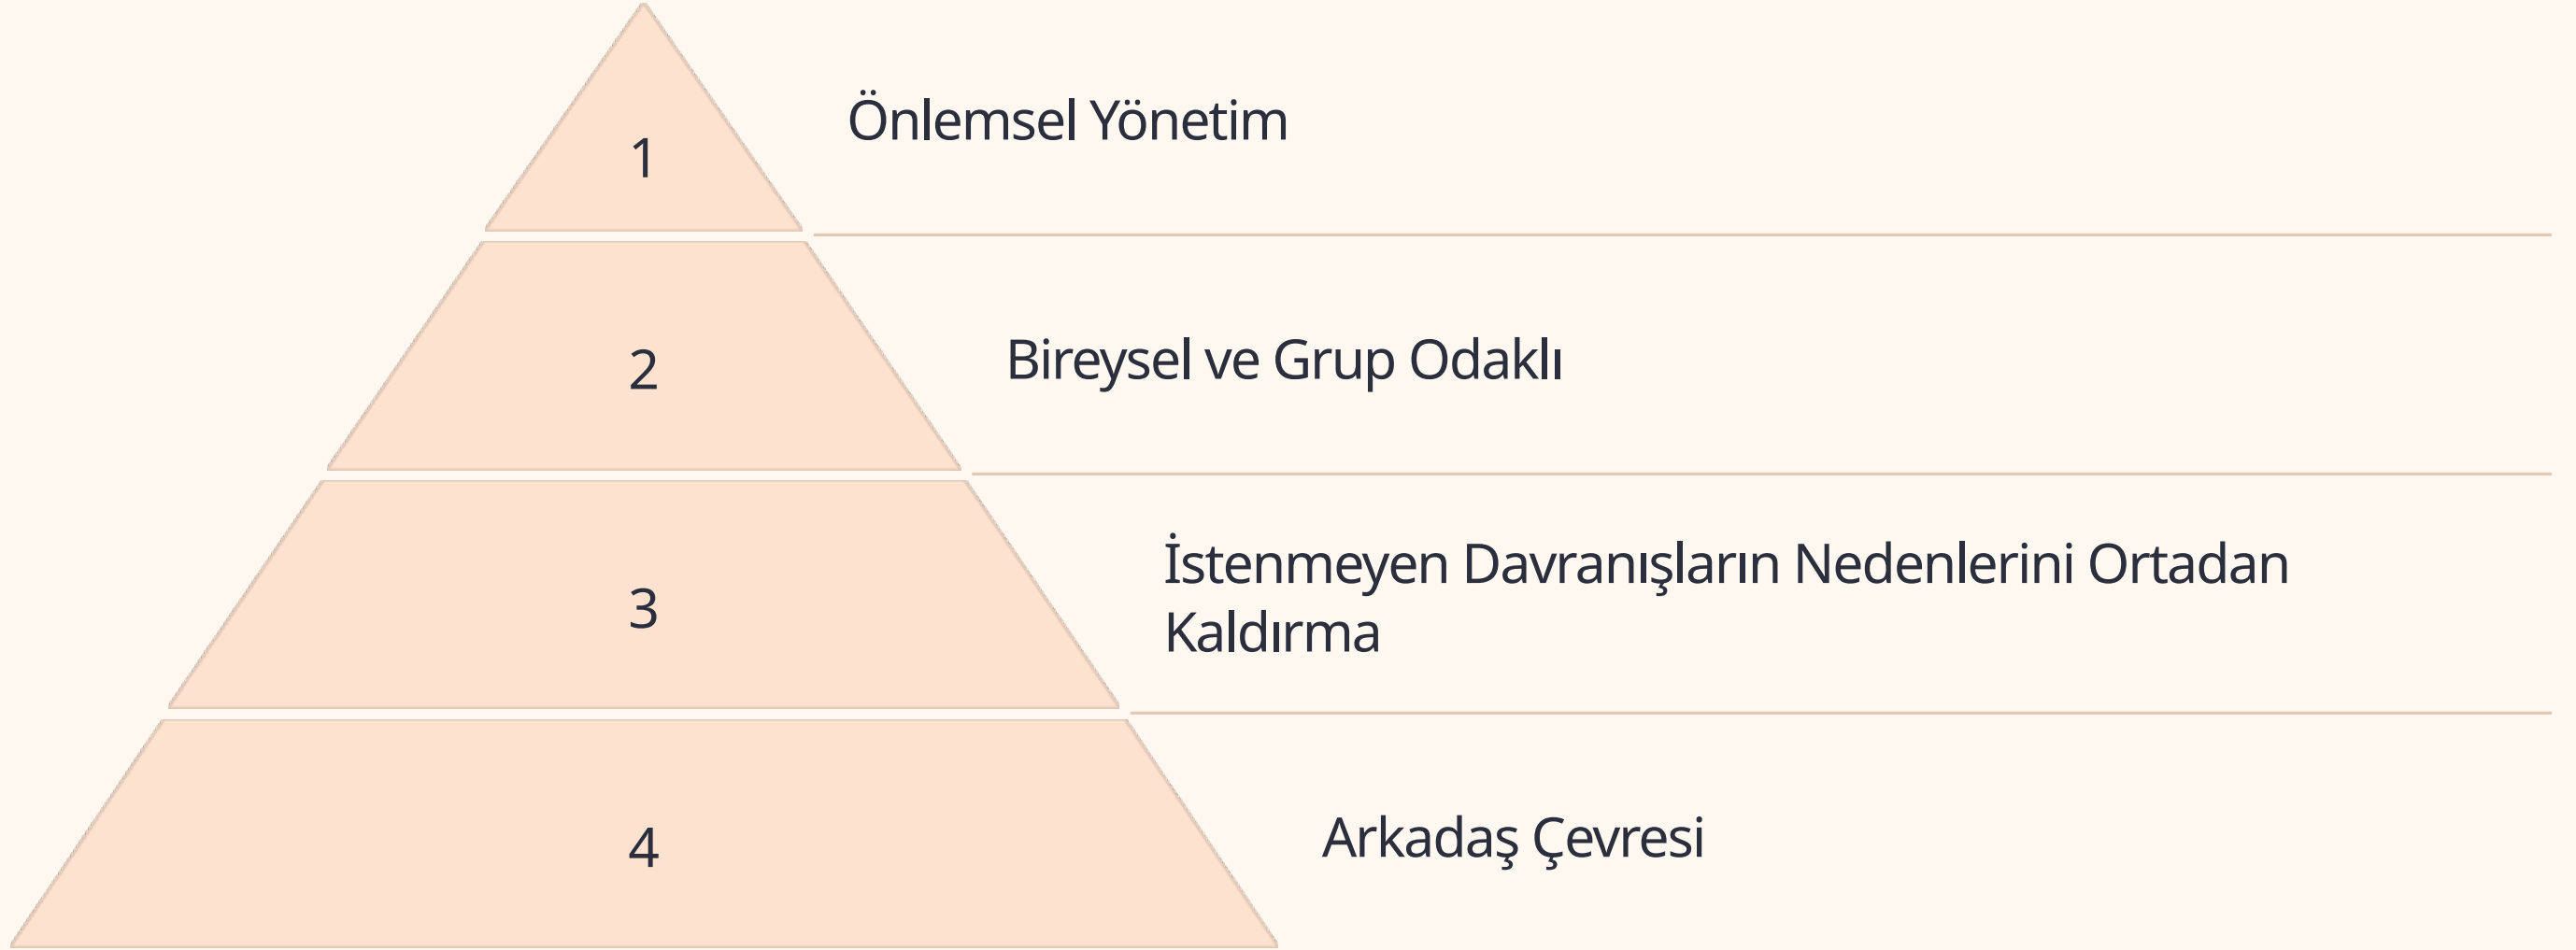 1
Önlemsel Yönetim
2
Bireysel ve Grup Odaklı
3
İstenmeyen Davranışların Nedenlerini Ortadan
Kaldırma
4
Arkadaş Çevresi